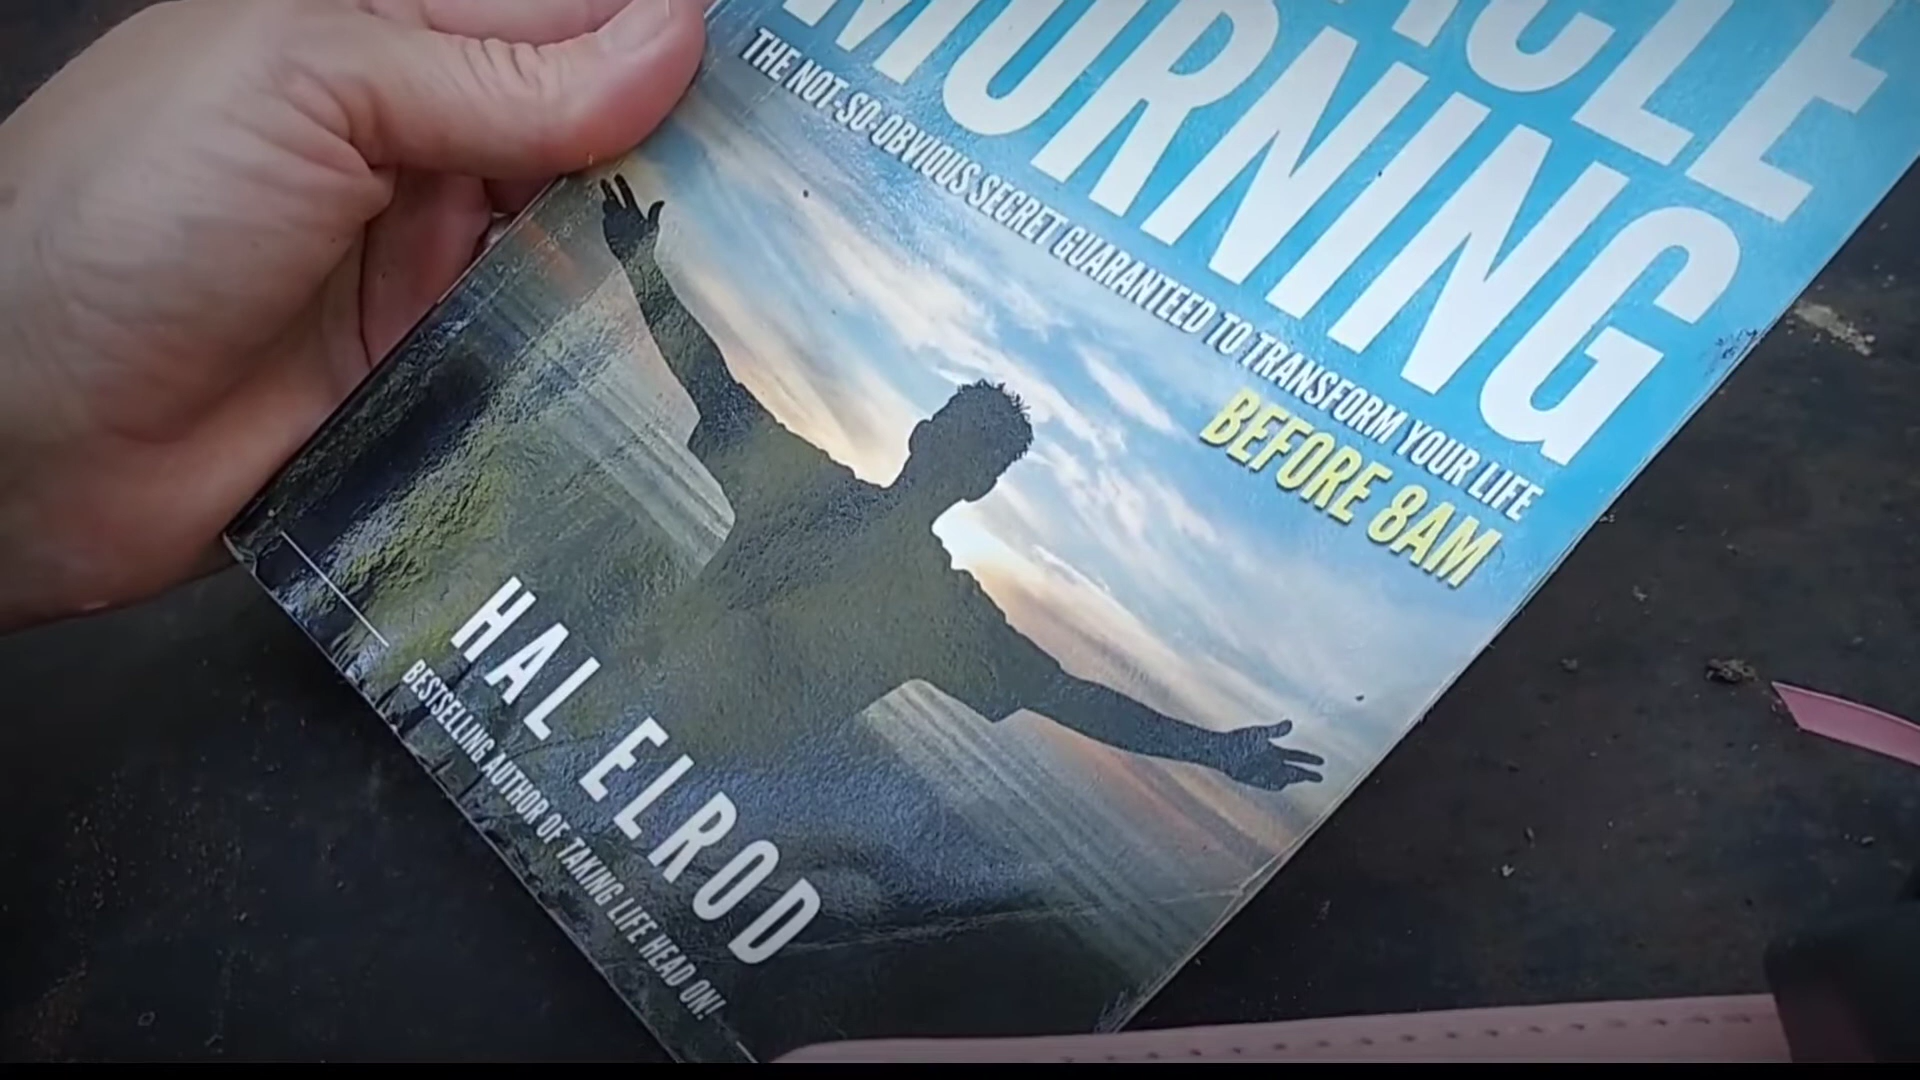 ACLE
MORNING
THE NOT-SO-OBVIOUS SECRET GUARANTEED TO TRANSFORM YOUR LIFE
BEFORE 8AM
HAL ELROD
BESTSELLING AUTHOR OF TAKING LIFE HEAD ON!